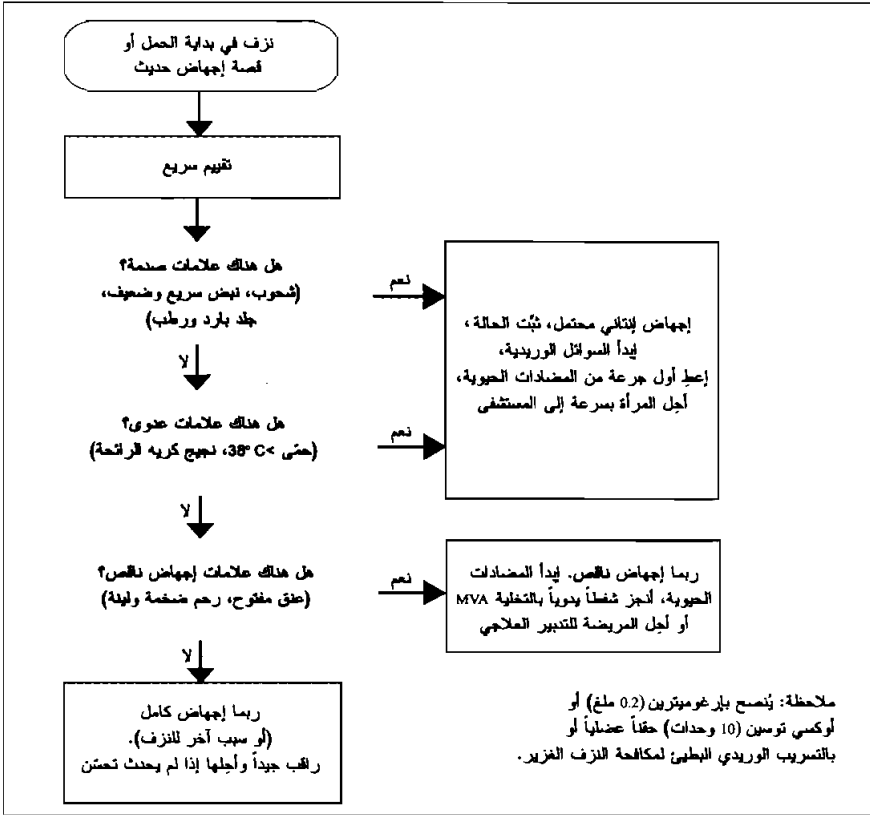 نزف في بداية الحمل أو
قصة إجهاض حديث
تقييم سريع
هل هناك علامات صدمة؟
(شحوب، نبض سريع وضعيف،
جلد بارد ورطب)
نعم
إجهاض إنتاني محتمل، ثبِّت الحالة،
إبدأ السوائل الوريدية،
إعطِ أول جرعة من المضادات الحيوية،
أحِل المرأة بسرعة إلى المستشفى
لا
هل هناك علامات عدوى؟
(حمّى >38°C، نجيج كريه الرائحة)
نعم
لا
هل هناك علامات إجهاض ناقص؟
(عنق مفتوح، رحم ضخمة ولينة)
نعم
ربما إجهاض ناقص. إبدأ المضادات
الحيوية، أنجز شفطاً يدوياً بالتخلية MVA
أو أحِل المريضة للتدبير العلاجي
لا
ربما إجهاض كامل
(أو سبب آخر للنزف).
راقب جيداً وأحِلها إذا لم يحدث تحسّن
ملاحظة: يُنصح بإرغوميترين (0.2 ملغ) أو
أوكسي توسين (10 وحدات) حقناً عضلياً أو
بالتسريب الوريدي البطيئ لمكافحة النزف الغزير.